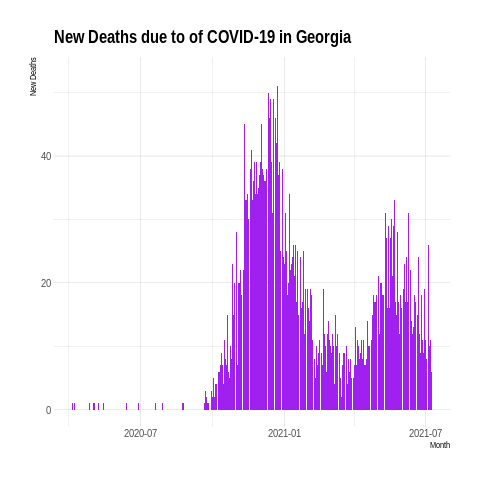 New Deaths due to of COVID-19 in Georgia
New Deaths
40
20
0
2020-07
2021-01
2021-07
Month